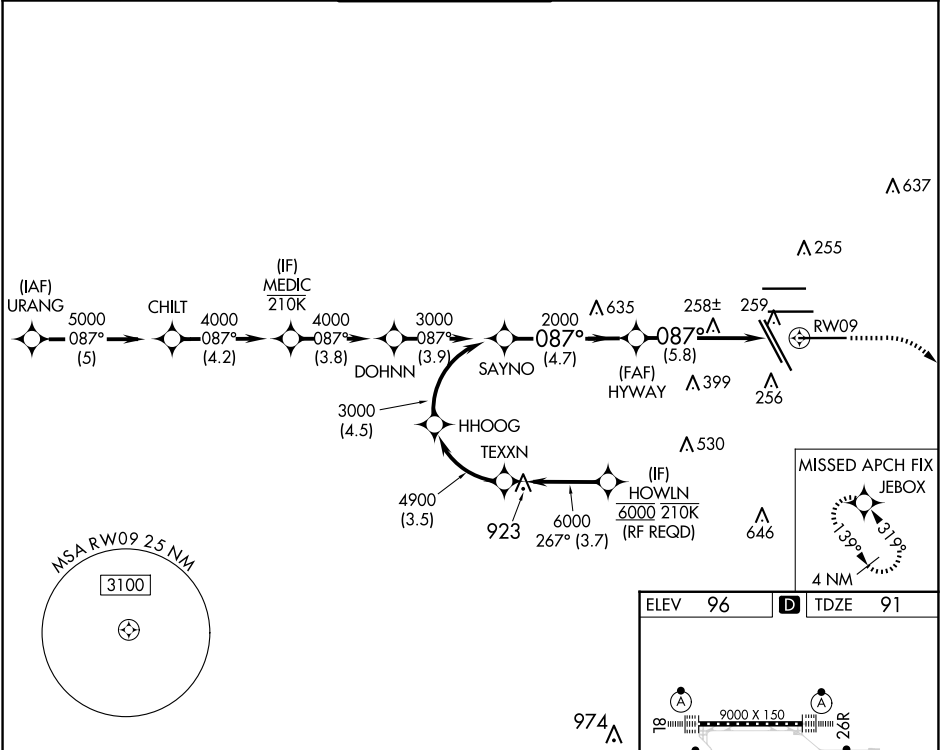 637
255
(IAF)
URANG
5000
087°
(5)
CHILT
4000
087°
(4.2)
(IF)
MEDIC
210K
4000
087°
(3.8)
DOHNN
3000
087°
(3.9)
SAYNO
2000
087°
(4.7)
635
(FAF)
HYWAY
087°
(5.8)
258±
259
RW09
399
256
3000
(4.5)
HHOOG
TEXXN
530
4900
(3.5)
923
6000
267° (3.7)
(IF)
HOWLN
6000 210K
(RF REQD)
646
MISSED APCH FIX
JEBOX
139°
319°
4 NM
MSA RW09 25 NM
3100
ELEV 96 D TDZE 91
A
A
8L
9000 X 150
26R
974